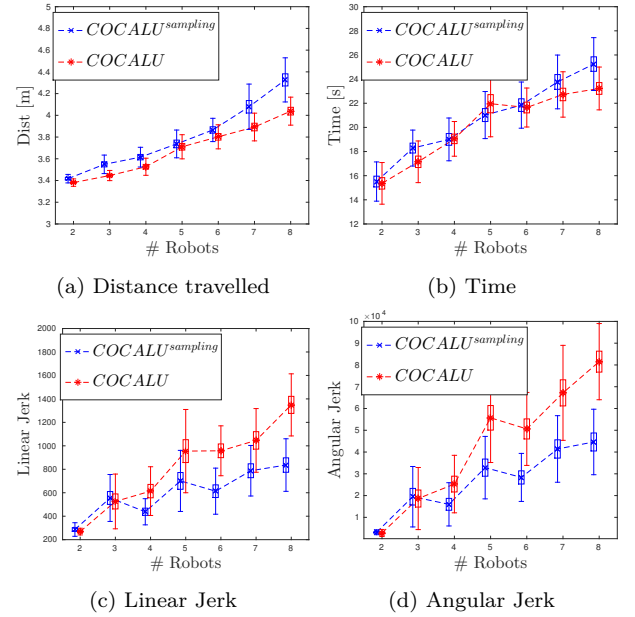 5
4.8
4.6
4.4
4.2
4
3.8
3.6
3.4
3.2
3
Dist [m]
COCALU^sampling
COCALU
2 3 4 5 6 7 8
# Robots
(a) Distance travelled
30
28
26
24
22
20
18
16
14
12
Time [s]
COCALU^sampling
COCALU
2 3 4 5 6 7 8
# Robots
(b) Time
2000
1800
1600
1400
1200
1000
800
600
400
200
Linear Jerk
COCALU^sampling
COCALU
2 3 4 5 6 7 8
# Robots
(c) Linear Jerk
×10⁴
10
9
8
7
6
5
4
3
2
1
Angular Jerk
COCALU^sampling
COCALU
2 3 4 5 6 7 8
# Robots
(d) Angular Jerk